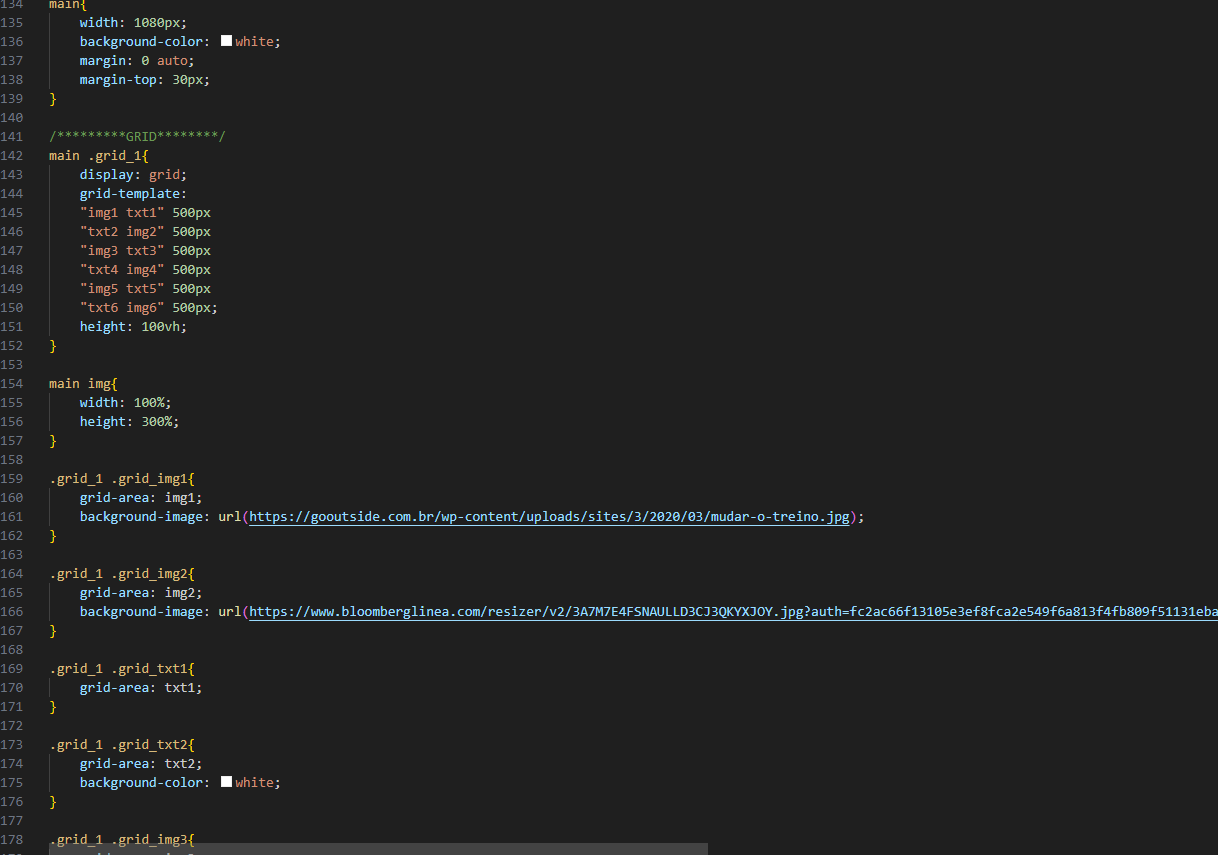 134 main{
135 width: 1080px;
136 background-color: white;
137 margin: 0 auto;
138 margin-top: 30px;
139 }
140
141 /*********GRID********/
142 main .grid_1{
143 display: grid;
144 grid-template:
145 "img1 txt1" 500px
146 "txt2 img2" 500px
147 "img3 txt3" 500px
148 "txt4 img4" 500px
149 "img5 txt5" 500px
150 "txt6 img6" 500px;
151 height: 100vh;
152 }
153
154 main img{
155 width: 100%;
156 height: 300%;
157 }
158
159 .grid_1 .grid_img1{
160 grid-area: img1;
161 background-image: url(https://gooutside.com.br/wp-content/uploads/sites/3/2020/03/mudar-o-treino.jpg);
162 }
163
164 .grid_1 .grid_img2{
165 grid-area: img2;
166 background-image: url(https://www.bloomberglinea.com/resizer/v2/3A7M7E4FSNAULLD3CJ3QKYXJOY.jpg?auth=fc2ac66f13105e3ef8fca2e549f6a813f4fb809f51131eba
167 }
168
169 .grid_1 .grid_txt1{
170 grid-area: txt1;
171 }
172
173 .grid_1 .grid_txt2{
174 grid-area: txt2;
175 background-color: white;
176 }
177
178 .grid_1 .grid_img3{